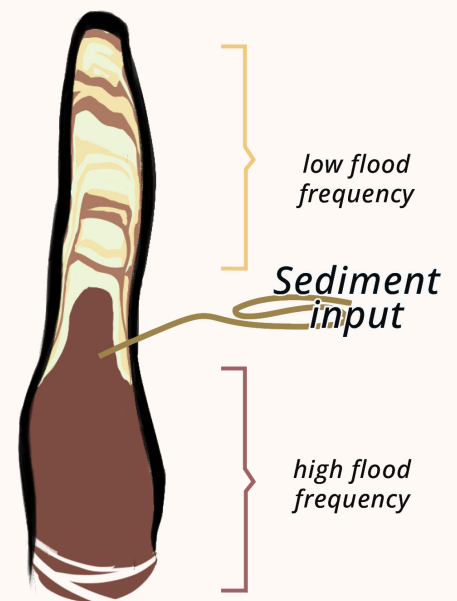 low flood
frequency
Sediment
input
high flood
frequency